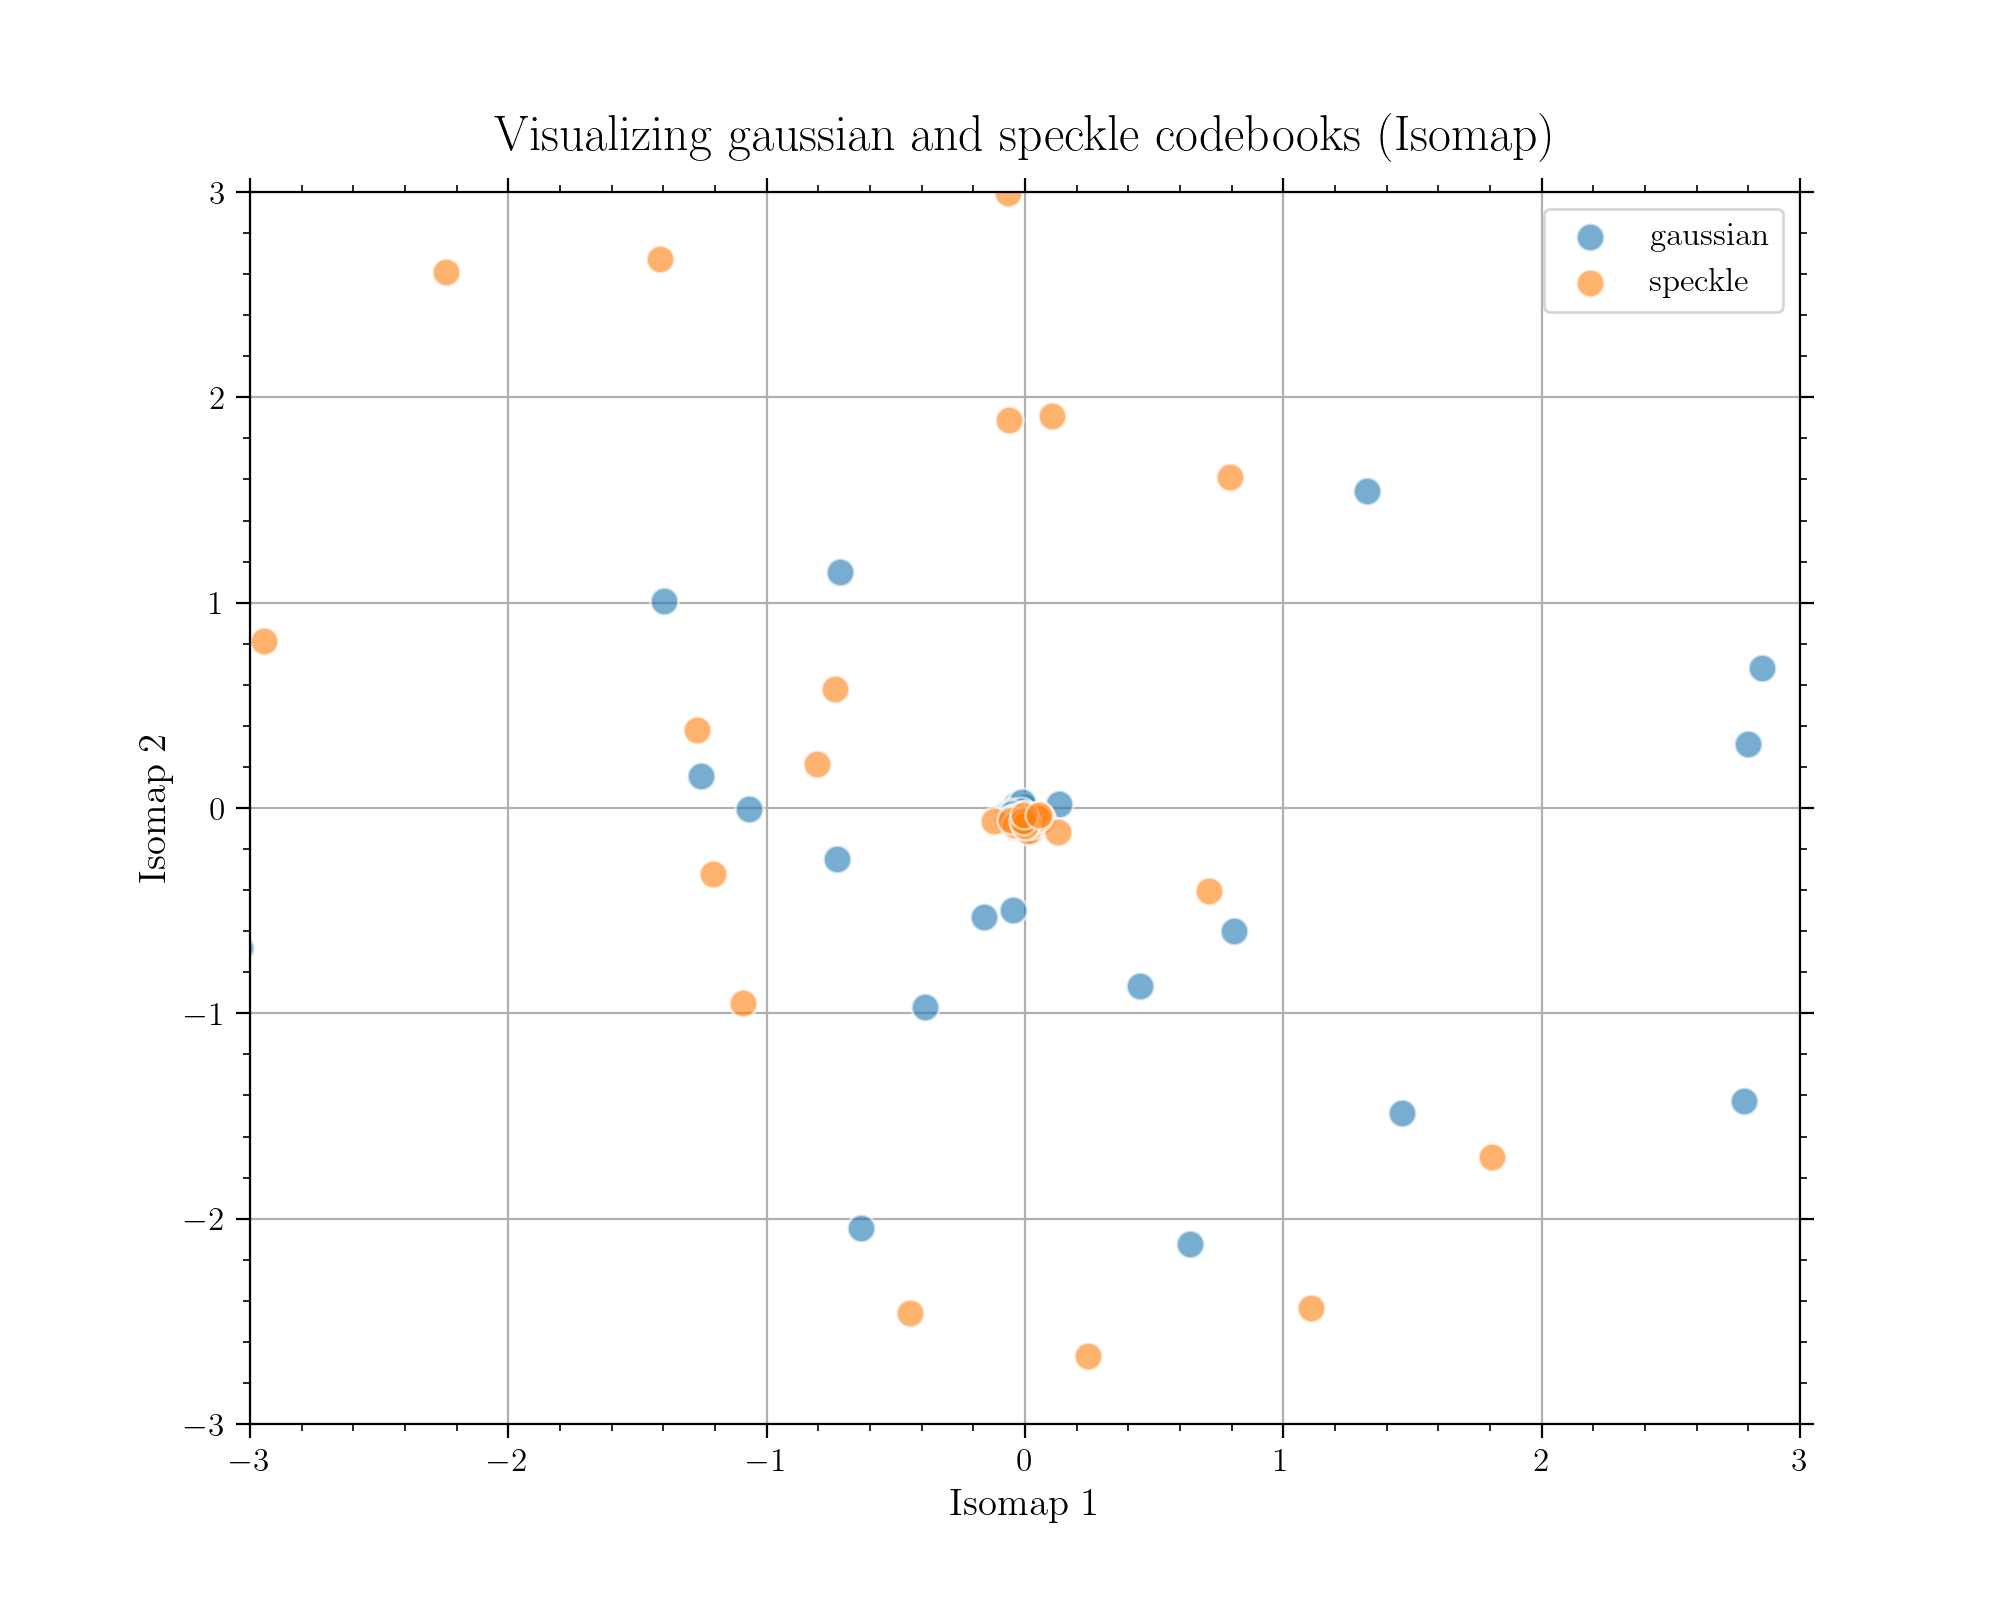 Visualizing gaussian and speckle codebooks (Isomap)
gaussian
speckle
Isomap 2
3
2
1
0
−1
−2
−3
−3
−2
−1
0
1
2
3
Isomap 1